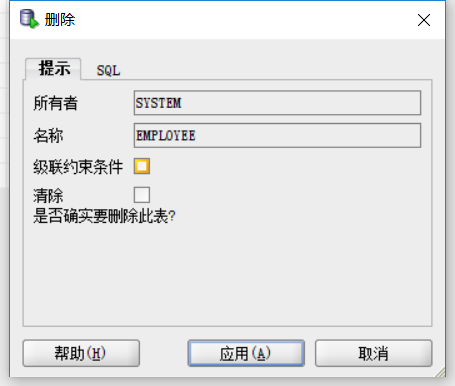 删除
提示 SQL
所有者 SYSTEM
名称 EMPLOYEE
级联约束条件
清除
是否确实要删除此表?
帮助(H) 应用(A) 取消